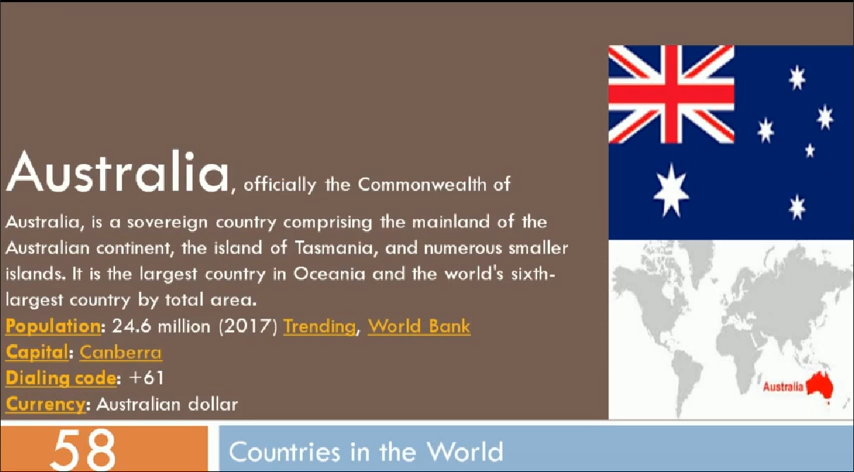 Australia, officially the Commonwealth of
Australia, is a sovereign country comprising the mainland of the
Australian continent, the island of Tasmania, and numerous smaller
islands. It is the largest country in Oceania and the world's sixth-
largest country by total area.
Population: 24.6 million (2017) Trending, World Bank
Capital: Canberra
Dialing code: +61
Currency: Australian dollar
Australia
58
Countries in the World